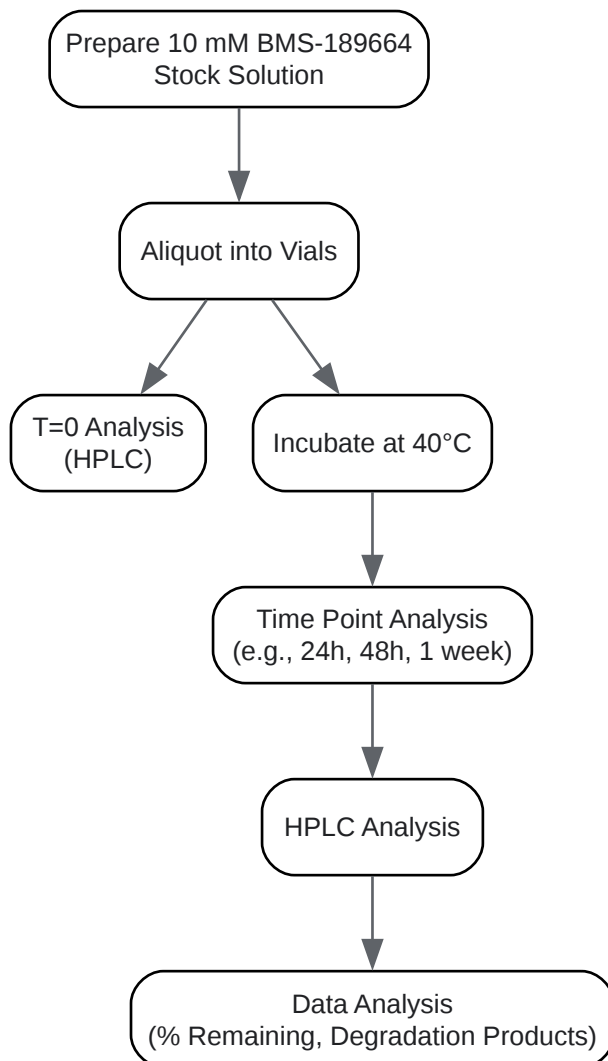 Prepare 10 mM BMS-189664
Stock Solution
Aliquot into Vials
T=0 Analysis
(HPLC)
Incubate at 40°C
Time Point Analysis
(e.g., 24h, 48h, 1 week)
HPLC Analysis
Data Analysis
(% Remaining, Degradation Products)